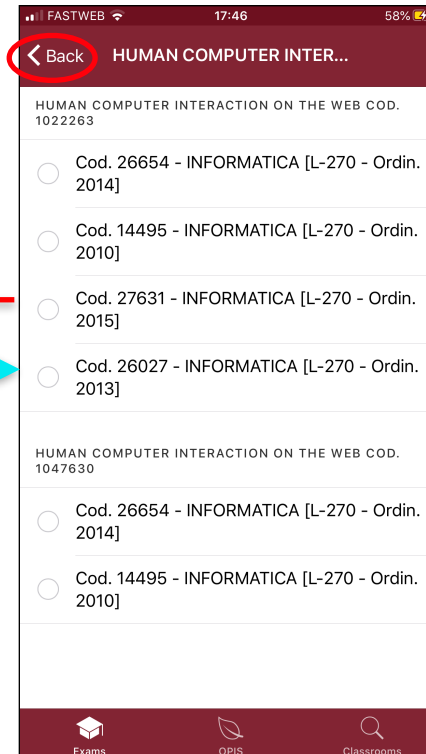 FASTWEB 17:46 58%
Back HUMAN COMPUTER INTER...
HUMAN COMPUTER INTERACTION ON THE WEB COD.
1022263
Cod. 26654 - INFORMATICA [L-270 - Ordin.
2014]
Cod. 14495 - INFORMATICA [L-270 - Ordin.
2010]
Cod. 27631 - INFORMATICA [L-270 - Ordin.
2015]
Cod. 26027 - INFORMATICA [L-270 - Ordin.
2013]
HUMAN COMPUTER INTERACTION ON THE WEB COD.
1047630
Cod. 26654 - INFORMATICA [L-270 - Ordin.
2014]
Cod. 14495 - INFORMATICA [L-270 - Ordin.
2010]
Exams OPIS Classrooms